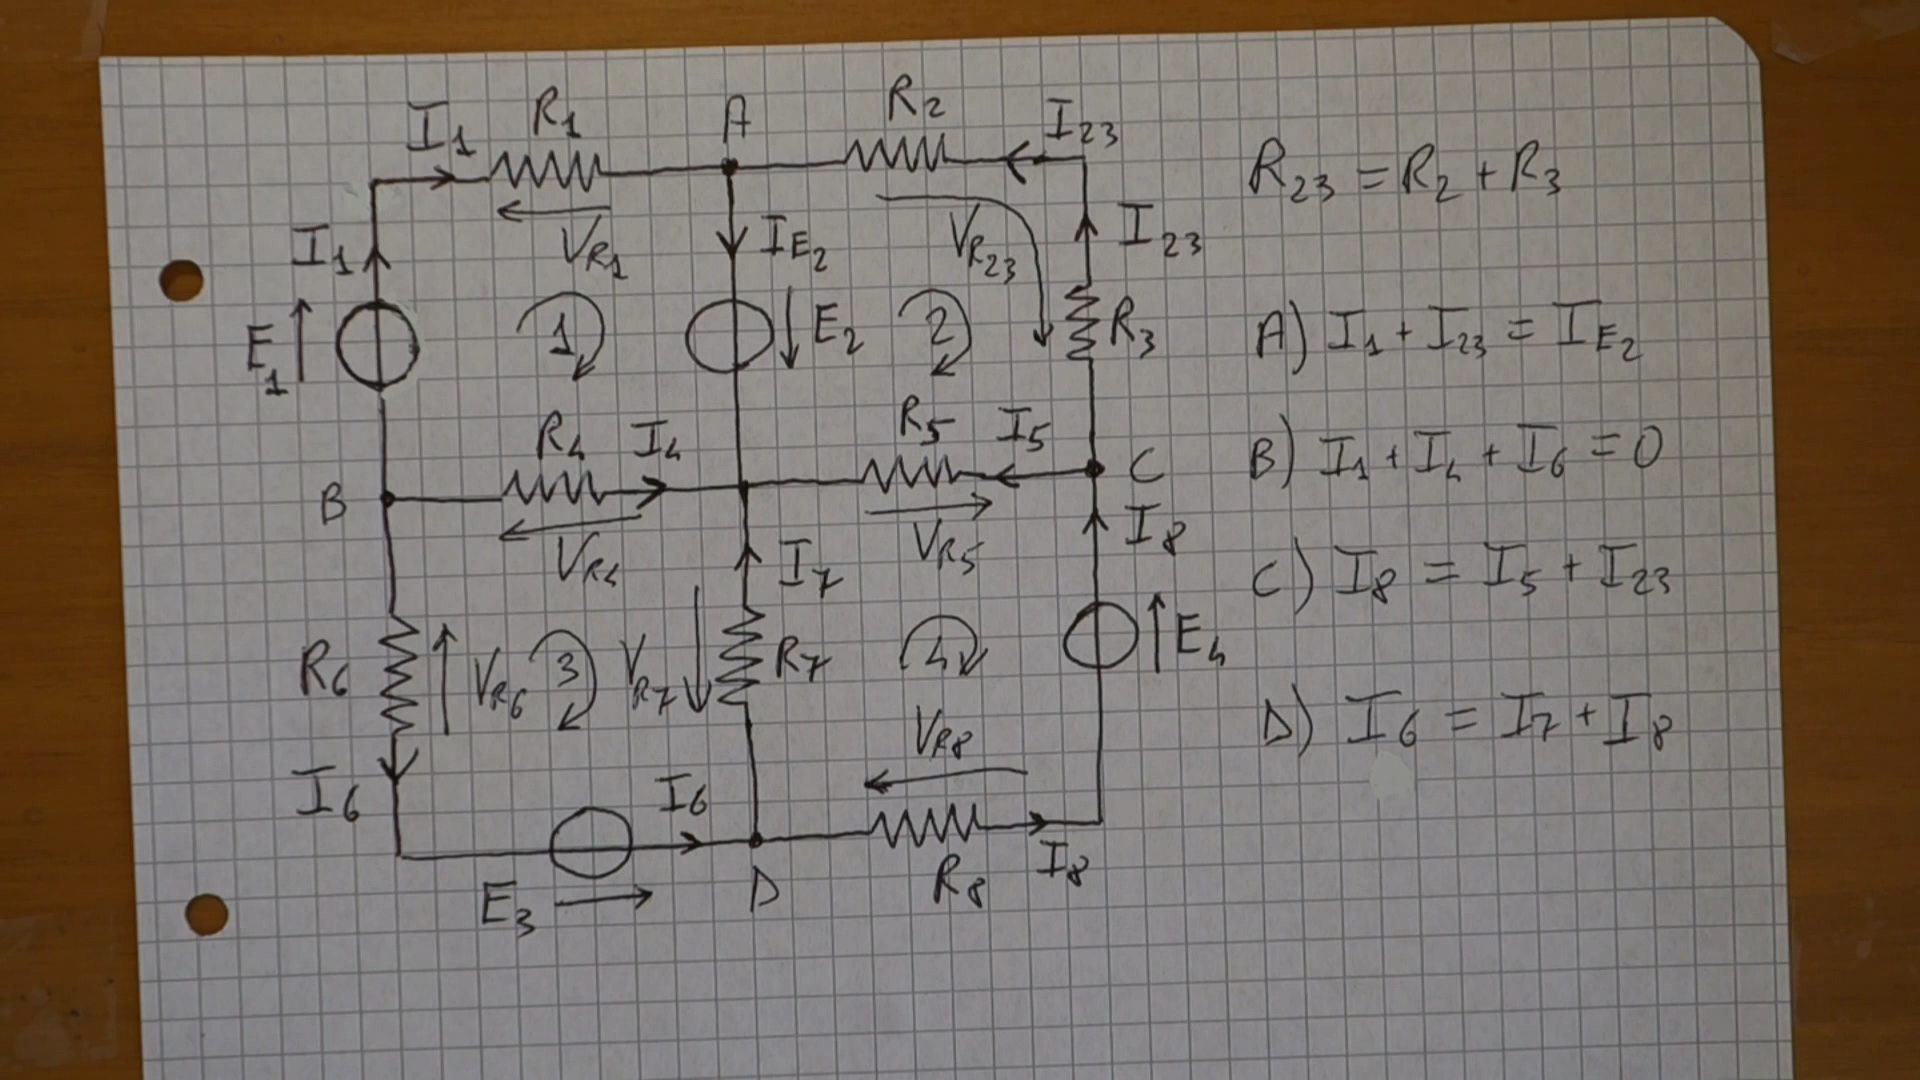 I1 R1 A R2 I23
I1 VR1 IE2 VR23 I23
E1 1 E2 2 R3
R4 I4 R5 I5
B C
VR4 I7 VR5 I8
R6 VR6 3 VR7 R7 4 E4
I6 I6 VR8
E3 D R8 I8
R23 = R2 + R3
A) I1 + I23 = IE2
B) I1 + I4 + I6 = 0
C) I8 = I5 + I23
D) I6 = I7 + I8